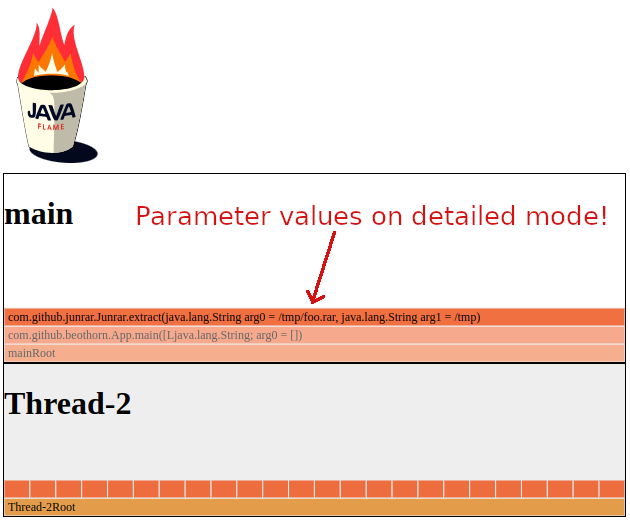 JAVA
FLAME
main
Parameter values on detailed mode!
com.github.junrar.Junrar.extract(java.lang.String arg0 = /tmp/foo.rar, java.lang.String arg1 = /tmp)
com.github.beothorn.App.main([Ljava.lang.String; arg0 = [])
mainRoot
Thread-2
Thread-2Root